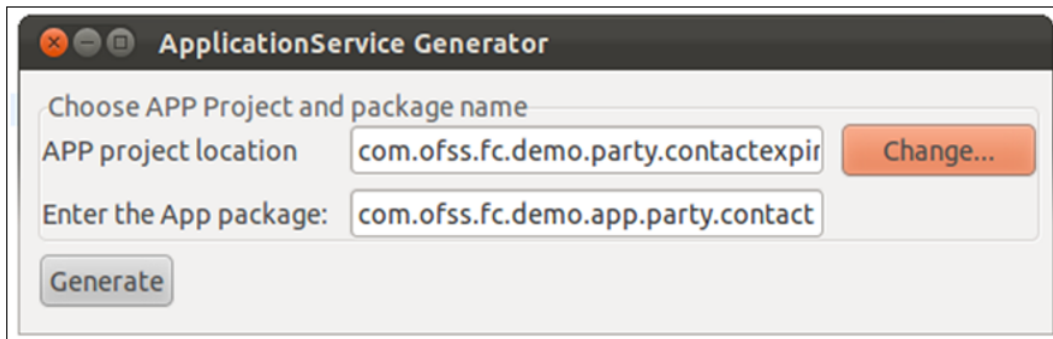 ApplicationService Generator
Choose APP Project and package name
APP project location com.ofss.fc.demo.party.contactexpir Change...
Enter the App package: com.ofss.fc.demo.app.party.contact
Generate